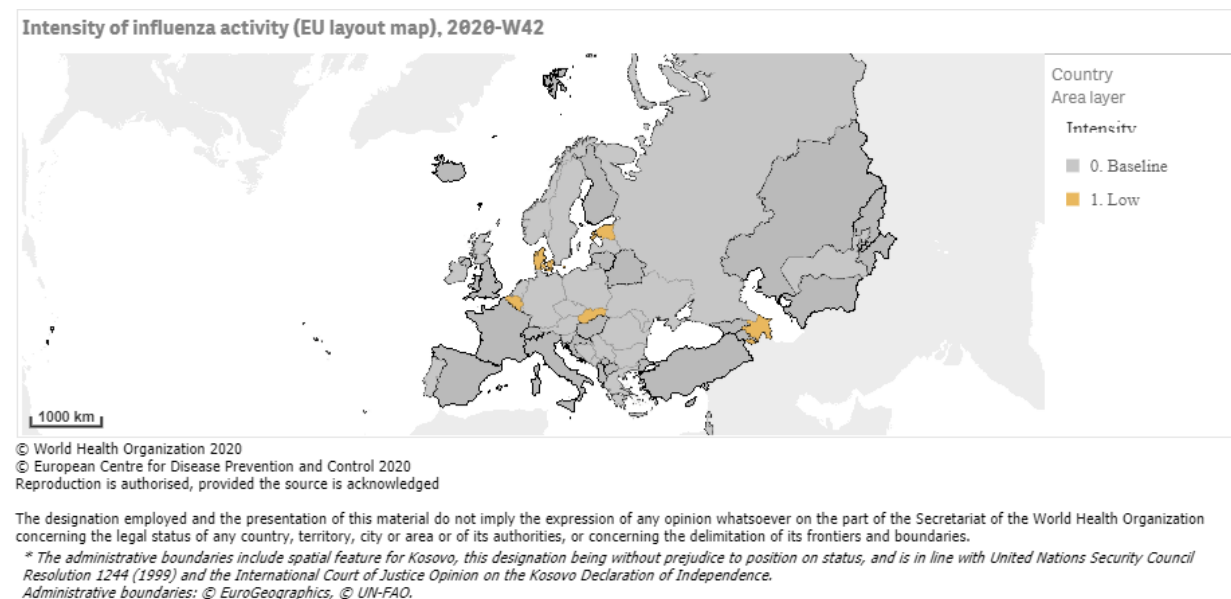 Intensity of influenza activity (EU layout map), 2020-W42
Country
Area layer
Intensity
0. Baseline
1. Low
1000 km
© World Health Organization 2020
© European Centre for Disease Prevention and Control 2020
Reproduction is authorised, provided the source is acknowledged
The designation employed and the presentation of this material do not imply the expression of any opinion whatsoever on the part of the Secretariat of the World Health Organization
concerning the legal status of any country, territory, city or area or of its authorities, or concerning the delimitation of its frontiers and boundaries.
* The administrative boundaries include spatial feature for Kosovo, this designation being without prejudice to position on status, and is in line with United Nations Security Council
Resolution 1244 (1999) and the International Court of Justice Opinion on the Kosovo Declaration of Independence.
Administrative boundaries: © EuroGeographics, © UN-FAO.